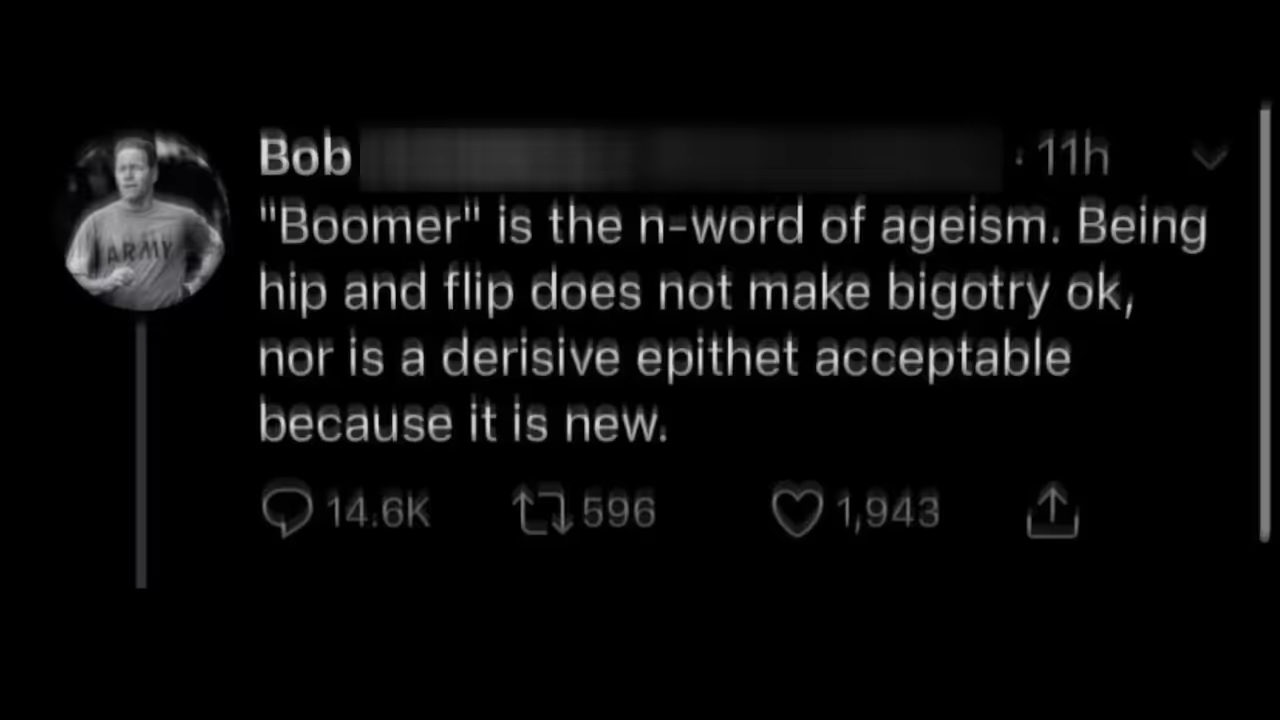 Bob · 11h
"Boomer" is the n-word of ageism. Being
hip and flip does not make bigotry ok,
nor is a derisive epithet acceptable
because it is new.
14.6K 596 1,943
ARMY